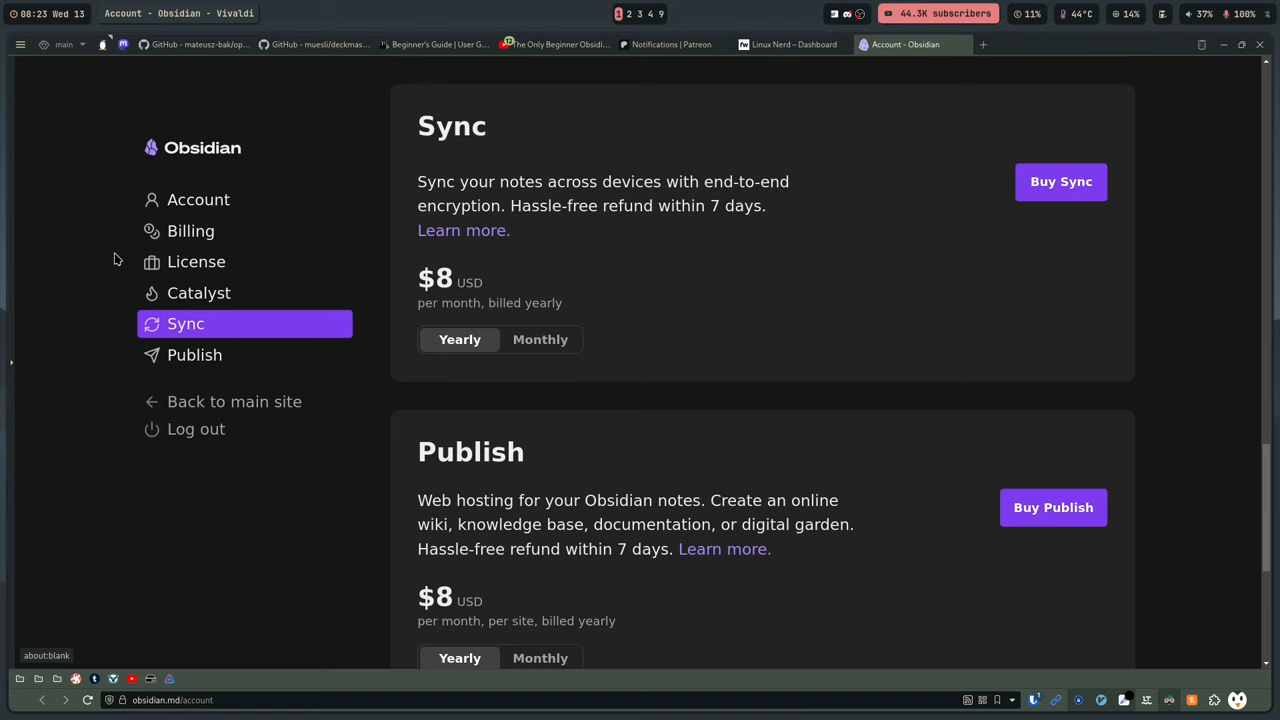 08:23 Wed 13
Account - Obsidian - Vivaldi
1 2 3 4 9
44.3K subscribers
11%
44°C
14%
37%
100%
main
GitHub - mateusz-bak/op...
GitHub - muesli/deckmas...
Beginner's Guide | User G...
12
The Only Beginner Obsidi...
Notifications | Patreon
Linux Nerd – Dashboard
Account - Obsidian
Obsidian
Account
Billing
License
Catalyst
Sync
Publish
Back to main site
Log out
Sync
Sync your notes across devices with end-to-end
encryption. Hassle-free refund within 7 days.
Learn more.
Buy Sync
$8 USD
per month, billed yearly
Yearly Monthly
Publish
Web hosting for your Obsidian notes. Create an online
wiki, knowledge base, documentation, or digital garden.
Hassle-free refund within 7 days. Learn more.
Buy Publish
$8 USD
per month, per site, billed yearly
Yearly Monthly
about:blank
obsidian.md/account